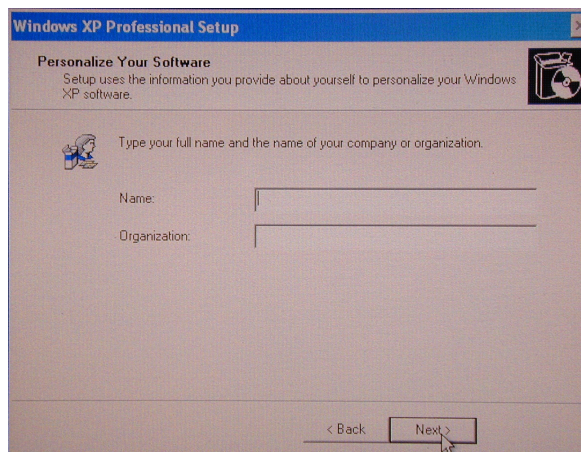 Windows XP Professional Setup
Personalize Your Software
Setup uses the information you provide about yourself to personalize your Windows
XP software.
Type your full name and the name of your company or organization.
Name:
Organization:
< Back
Next >